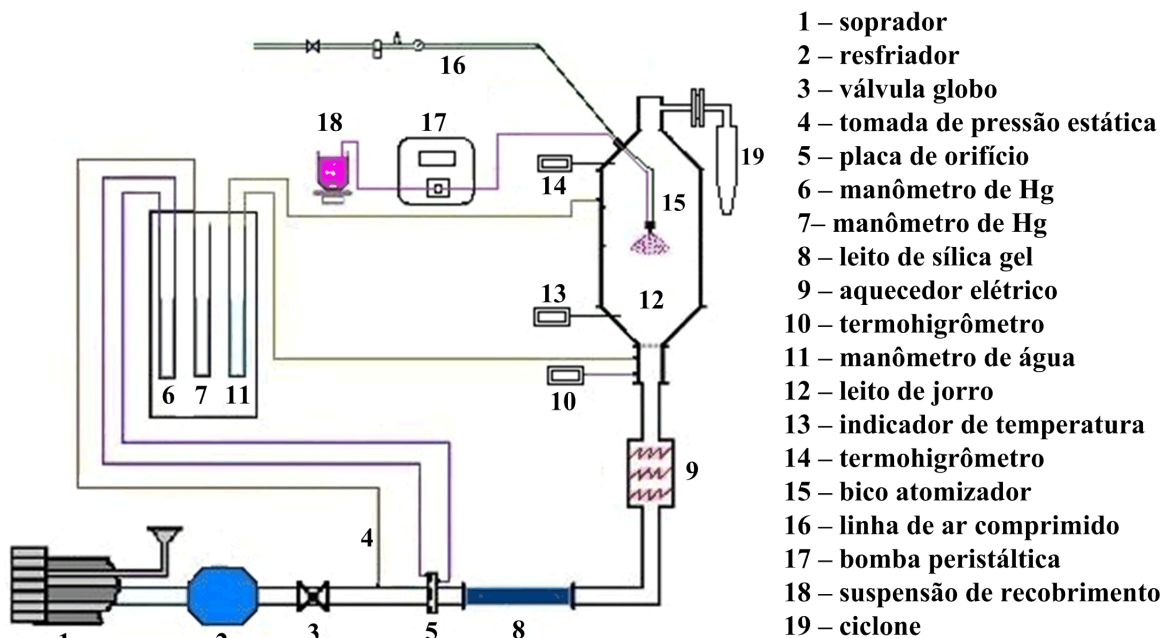 16
18
17
14
15
19
13
12
6
7
11
10
9
4
1
2
3
5
8
1 – soprador
2 – resfriador
3 – válvula globo
4 – tomada de pressão estática
5 – placa de orifício
6 – manômetro de Hg
7– manômetro de Hg
8 – leito de sílica gel
9 – aquecedor elétrico
10 – termohigrômetro
11 – manômetro de água
12 – leito de jorro
13 – indicador de temperatura
14 – termohigrômetro
15 – bico atomizador
16 – linha de ar comprimido
17 – bomba peristáltica
18 – suspensão de recobrimento
19 – ciclone